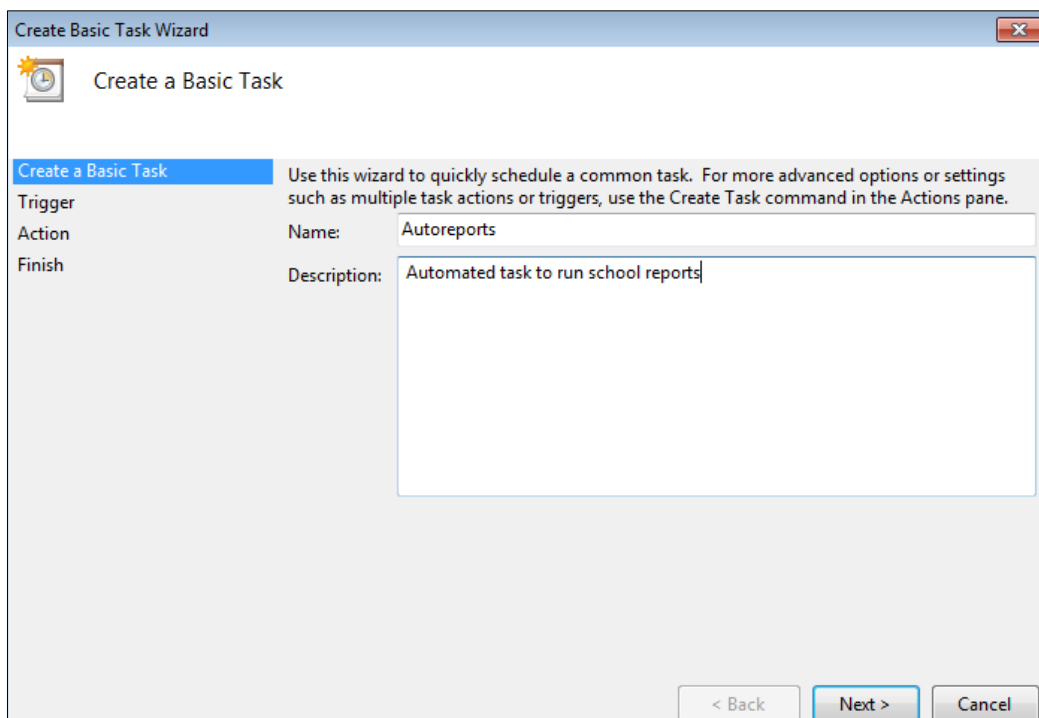 Create Basic Task Wizard
Create a Basic Task
Create a Basic Task
Trigger
Action
Finish
Use this wizard to quickly schedule a common task.  For more advanced options or settings
such as multiple task actions or triggers, use the Create Task command in the Actions pane.
Name: Autoreports
Description: Automated task to run school reports
< Back Next > Cancel